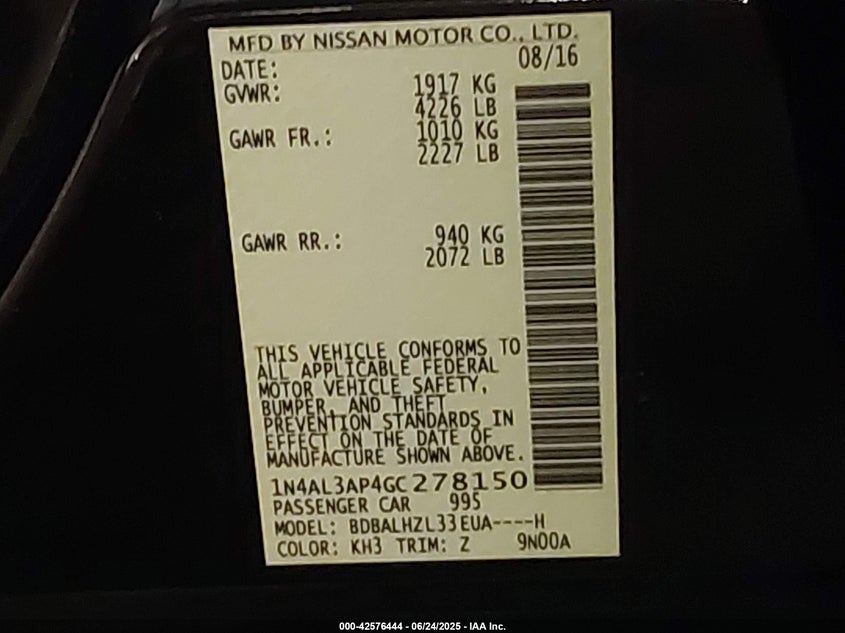 MFD BY NISSAN MOTOR CO., LTD.
DATE: 08/16
GVWR: 1917 KG
4226 LB
GAWR FR.: 1010 KG
2227 LB
GAWR RR.: 940 KG
2072 LB
THIS VEHICLE CONFORMS TO
ALL APPLICABLE FEDERAL
MOTOR VEHICLE SAFETY,
BUMPER, AND THEFT
PREVENTION STANDARDS IN
EFFECT ON THE DATE OF
MANUFACTURE SHOWN ABOVE.
1N4AL3AP4GC278150
PASSENGER CAR 995
MODEL: BDBALHZL33EUA----H
COLOR: KH3 TRIM: Z 9N00A
000-42576444 - 06/24/2025 - IAA Inc.